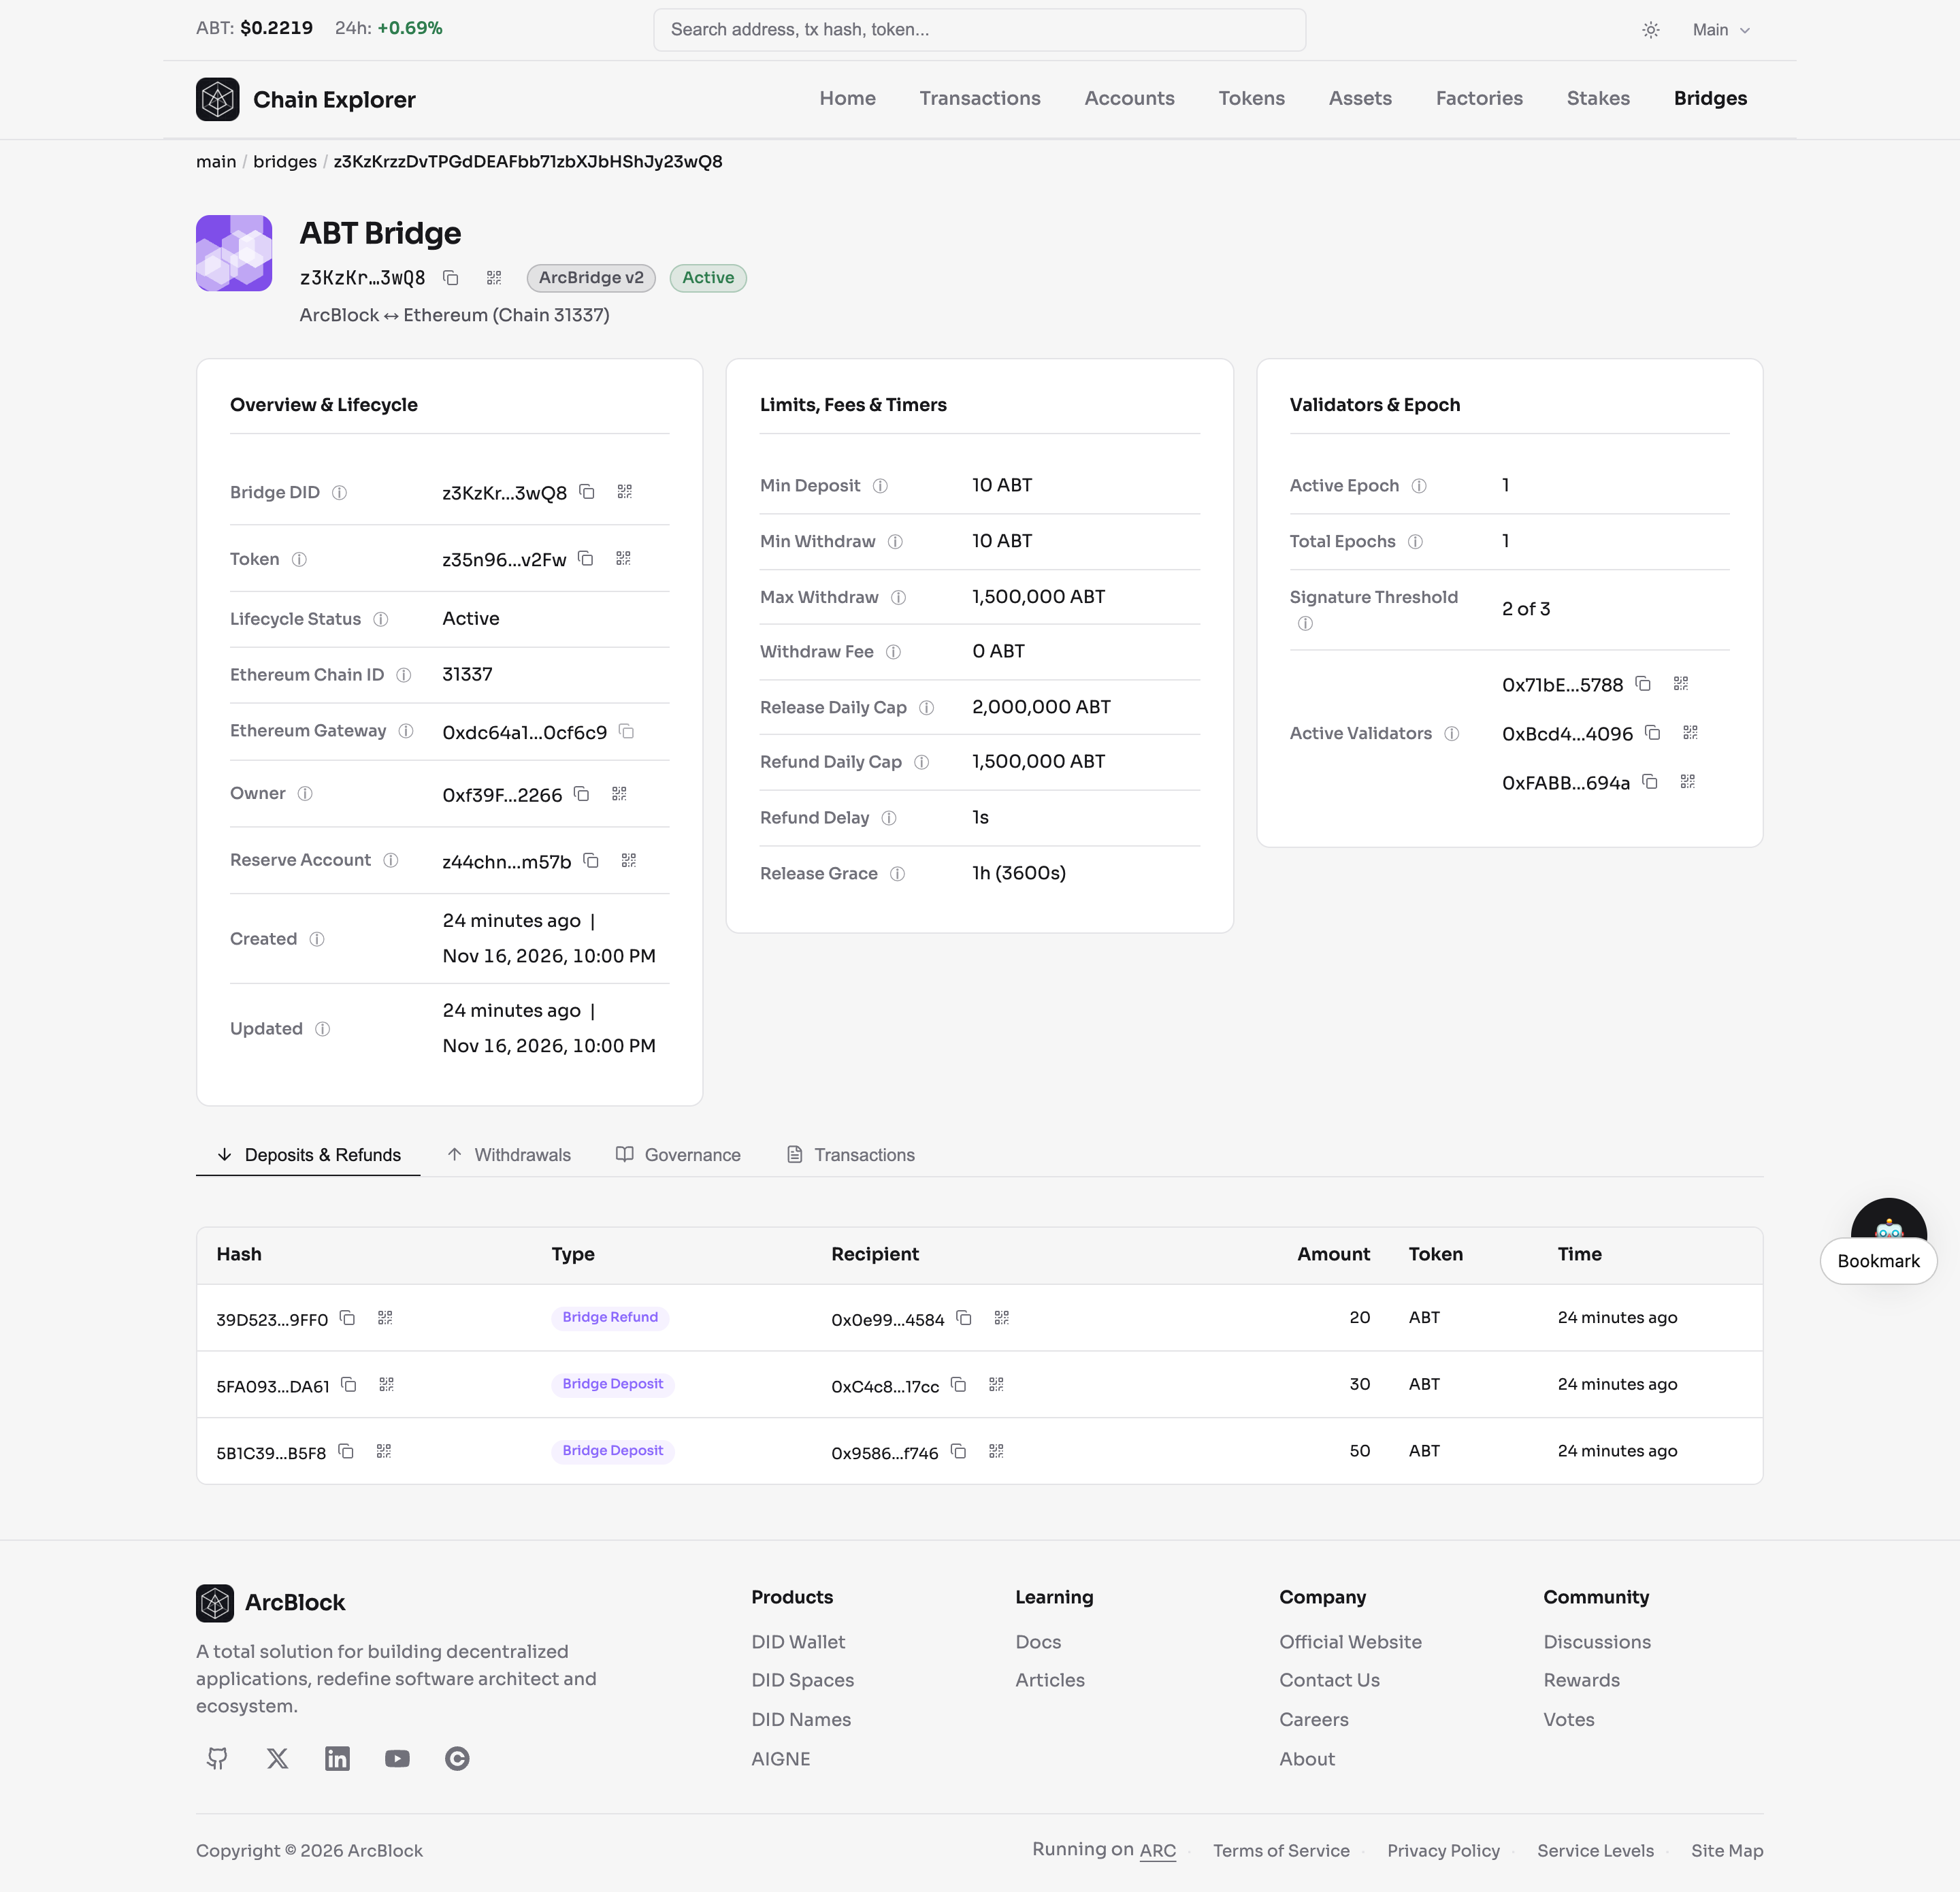 ABT: $0.2219 24h: +0.69%
Search address, tx hash, token...
Main
Chain Explorer
Home Transactions Accounts Tokens Assets Factories Stakes Bridges
main / bridges / z3KzKrzzDvTPGdDEAFbb71zbXJbHShJy23wQ8
ABT Bridge
z3KzKr…3wQ8 ArcBridge v2 Active
ArcBlock ↔ Ethereum (Chain 31337)
Overview & Lifecycle
Bridge DID z3KzKr...3wQ8
Token z35n96...v2Fw
Lifecycle Status Active
Ethereum Chain ID 31337
Ethereum Gateway 0xdc64a1...0cf6c9
Owner 0xf39F...2266
Reserve Account z44chn...m57b
Created 24 minutes ago |
Nov 16, 2026, 10:00 PM
Updated 24 minutes ago |
Nov 16, 2026, 10:00 PM
Limits, Fees & Timers
Min Deposit 10 ABT
Min Withdraw 10 ABT
Max Withdraw 1,500,000 ABT
Withdraw Fee 0 ABT
Release Daily Cap 2,000,000 ABT
Refund Daily Cap 1,500,000 ABT
Refund Delay 1s
Release Grace 1h (3600s)
Validators & Epoch
Active Epoch 1
Total Epochs 1
Signature Threshold 2 of 3
Active Validators
0x71bE...5788
0xBcd4...4096
0xFABB...694a
Deposits & Refunds Withdrawals Governance Transactions
Hash Type Recipient Amount Token Time
39D523...9FF0 Bridge Refund 0x0e99...4584 20 ABT 24 minutes ago
5FA093...DA61 Bridge Deposit 0xC4c8...17cc 30 ABT 24 minutes ago
5B1C39...B5F8 Bridge Deposit 0x9586...f746 50 ABT 24 minutes ago
Bookmark
ArcBlock
A total solution for building decentralized
applications, redefine software architect and
ecosystem.
Products
DID Wallet
DID Spaces
DID Names
AIGNE
Learning
Docs
Articles
Company
Official Website
Contact Us
Careers
About
Community
Discussions
Rewards
Votes
Copyright © 2026 ArcBlock
Running on ARC · Terms of Service · Privacy Policy · Service Levels · Site Map